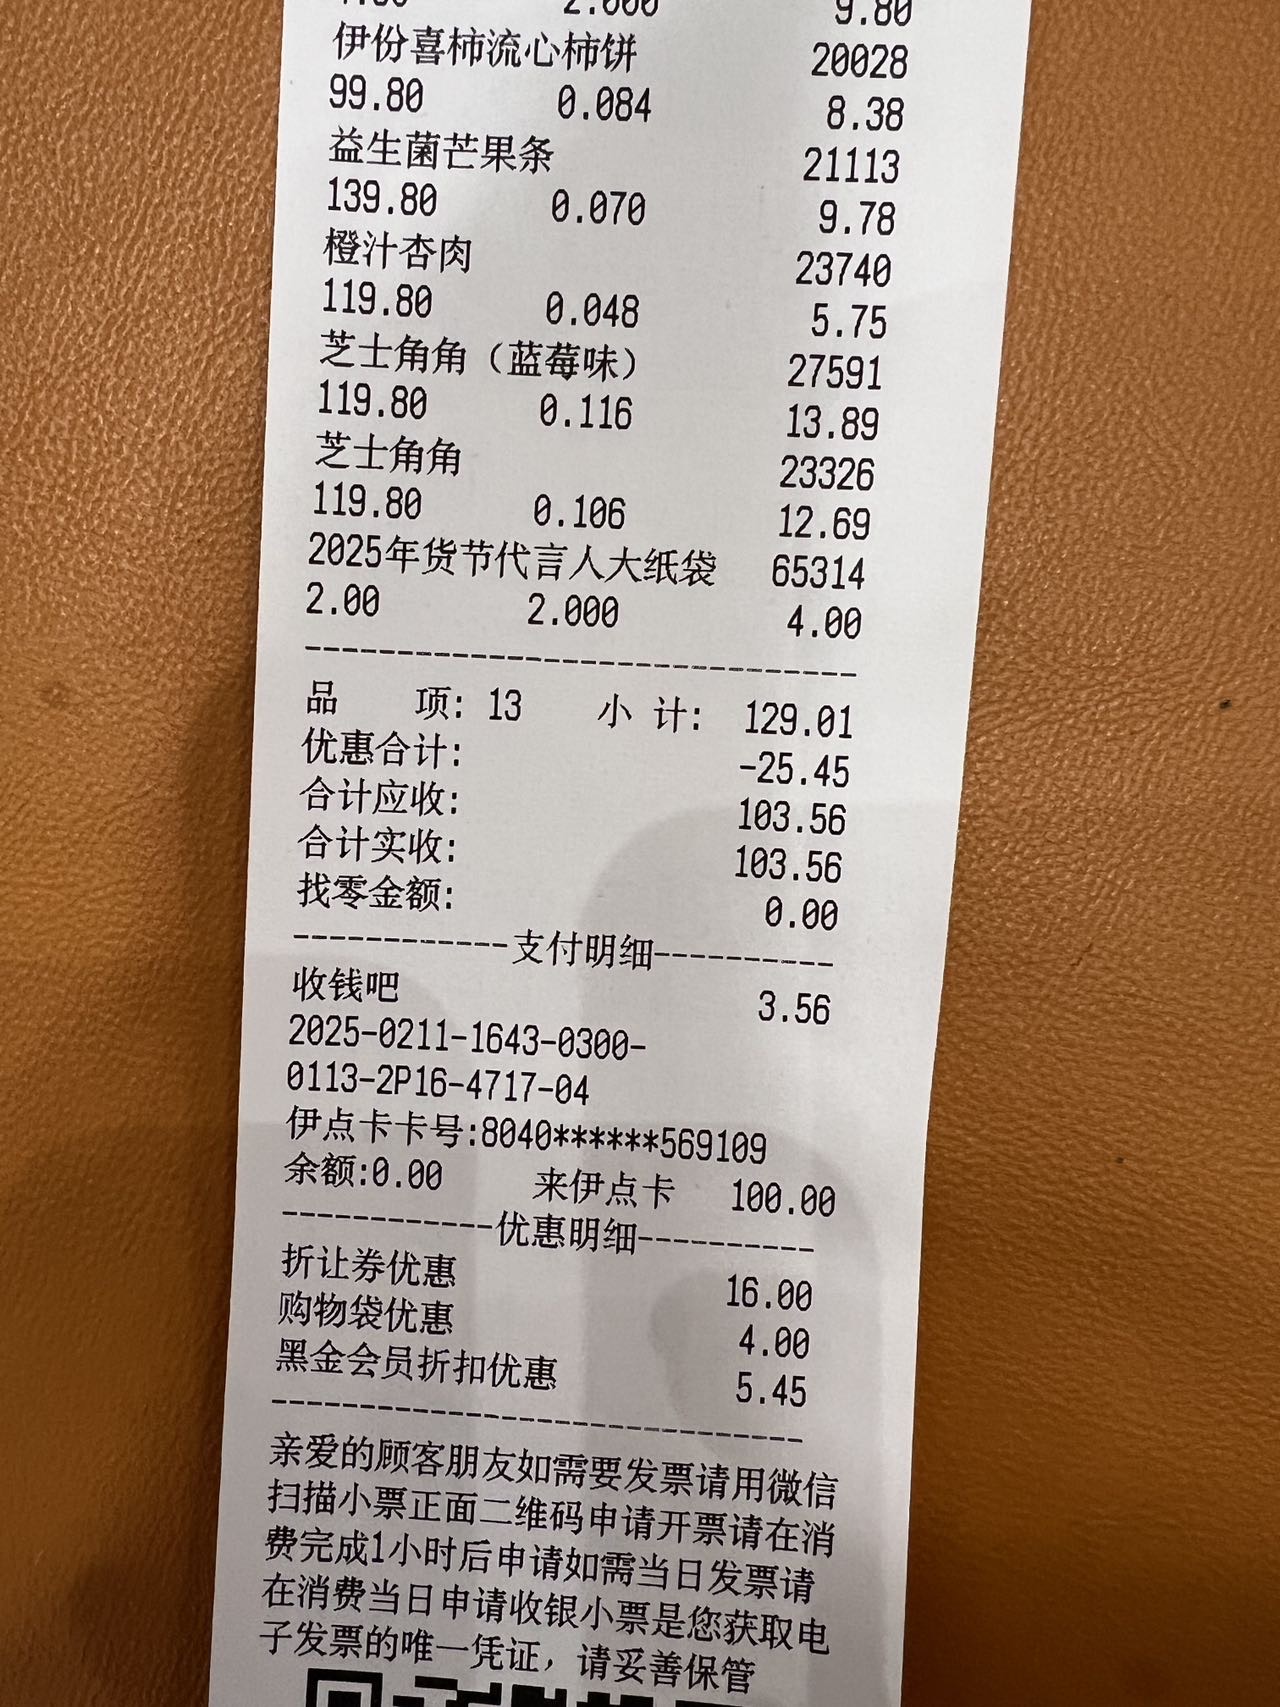 2.000 9.80
伊份喜柿流心柿饼 20028
99.80 0.084 8.38
益生菌芒果条 21113
139.80 0.070 9.78
橙汁杏肉 23740
119.80 0.048 5.75
芝士角角（蓝莓味） 27591
119.80 0.116 13.89
芝士角角 23326
119.80 0.106 12.69
2025年货节代言人大纸袋 65314
2.00 2.000 4.00
品 项: 13 小 计: 129.01
优惠合计: -25.45
合计应收: 103.56
合计实收: 103.56
找零金额: 0.00
------------支付明细----------
收钱吧 3.56
2025-0211-1643-0300-
0113-2P16-4717-04
伊点卡卡号:8040******569109
余额:0.00 来伊点卡 100.00
------------优惠明细----------
折让券优惠 16.00
购物袋优惠 4.00
黑金会员折扣优惠 5.45
亲爱的顾客朋友如需要发票请用微信
扫描小票正面二维码申请开票请在消
费完成1小时后申请如需当日发票请
在消费当日申请收银小票是您获取电
子发票的唯一凭证，请妥善保管